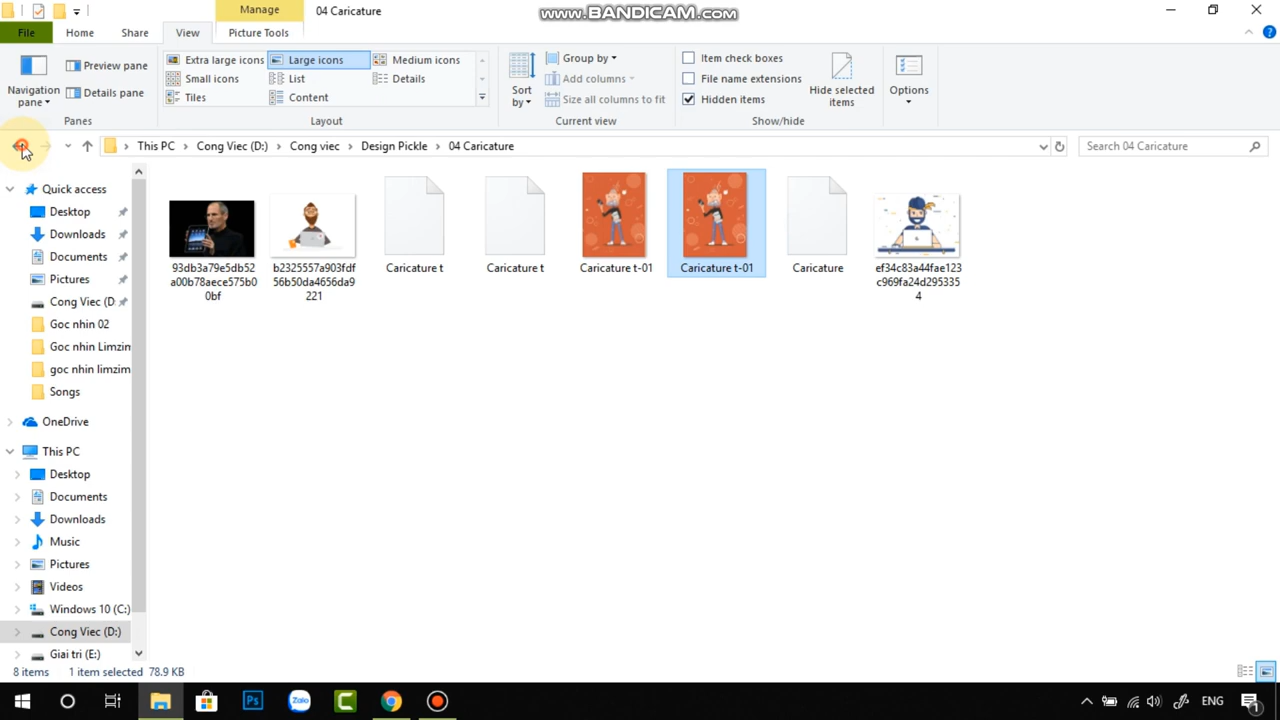 Manage
04 Caricature
www.BANDICAM.com
File
Home
Share
View
Picture Tools
Navigation pane
Preview pane
Details pane
Panes
Extra large icons
Large icons
Medium icons
Small icons
List
Details
Tiles
Content
Layout
Sort by
Group by
Add columns
Size all columns to fit
Current view
Item check boxes
File name extensions
Hidden items
Hide selected items
Show/hide
Options
This PC
Cong Viec (D:)
Cong viec
Design Pickle
04 Caricature
Search 04 Caricature
Quick access
Desktop
Downloads
Documents
Pictures
Cong Viec (D:
Goc nhin 02
Goc nhin Limzim
goc nhin limzim
Songs
OneDrive
This PC
Desktop
Documents
Downloads
Music
Pictures
Videos
Windows 10 (C:)
Cong Viec (D:)
Giai tri (E:)
93db3a79e5db52
a00b78aece575b0
0bf
b2325557a903fdf
56b50da4656da9
221
Caricature t
Caricature t
Caricature t-01
Caricature t-01
Caricature
ef34c83a44fae123
c969fa24d295335
4
8 items
1 item selected
78.9 KB
Ps
Zalo
ENG
1